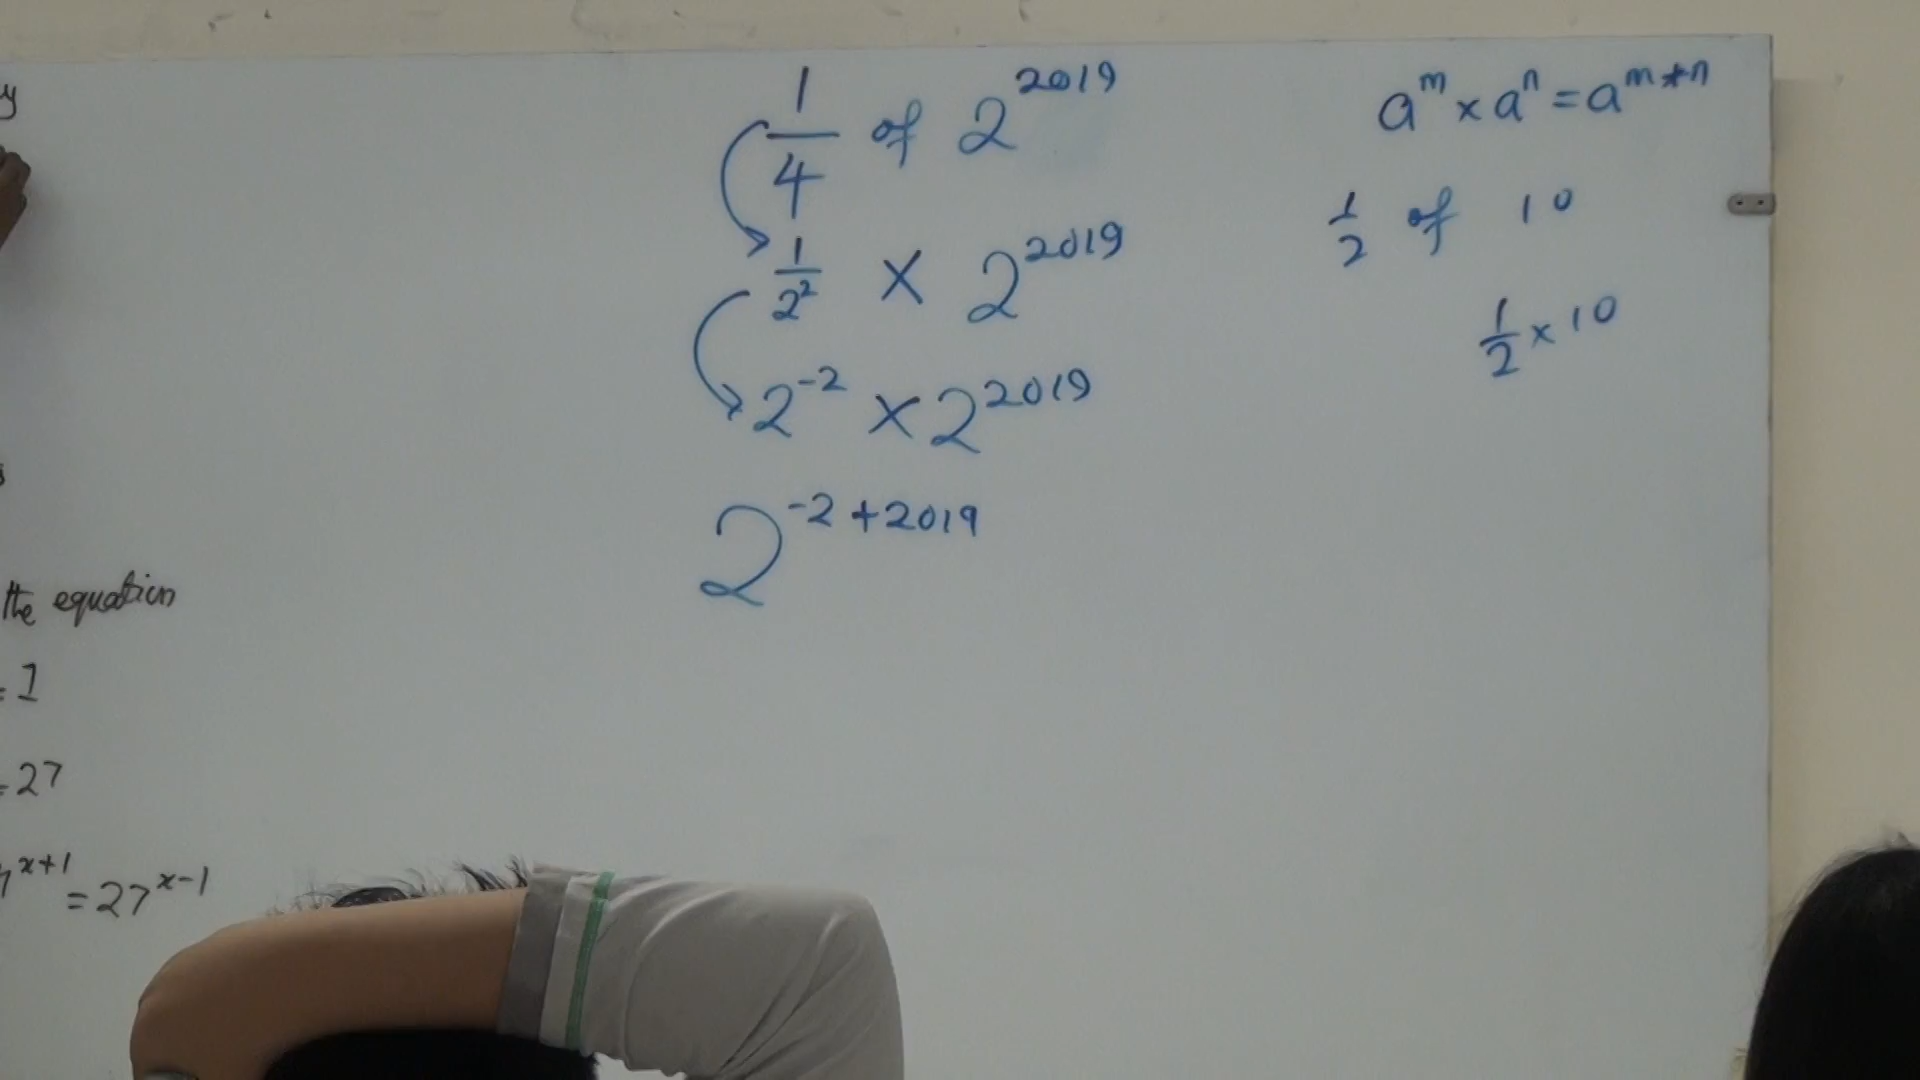 y
the equation
= 1
= 27
x+1 = 27^(x-1)
1/4 of 2^2019
1/2^2 × 2^2019
2^-2 × 2^2019
2^(-2+2019)
a^m × a^n = a^(m+n)
1/2 of 10
1/2 × 10